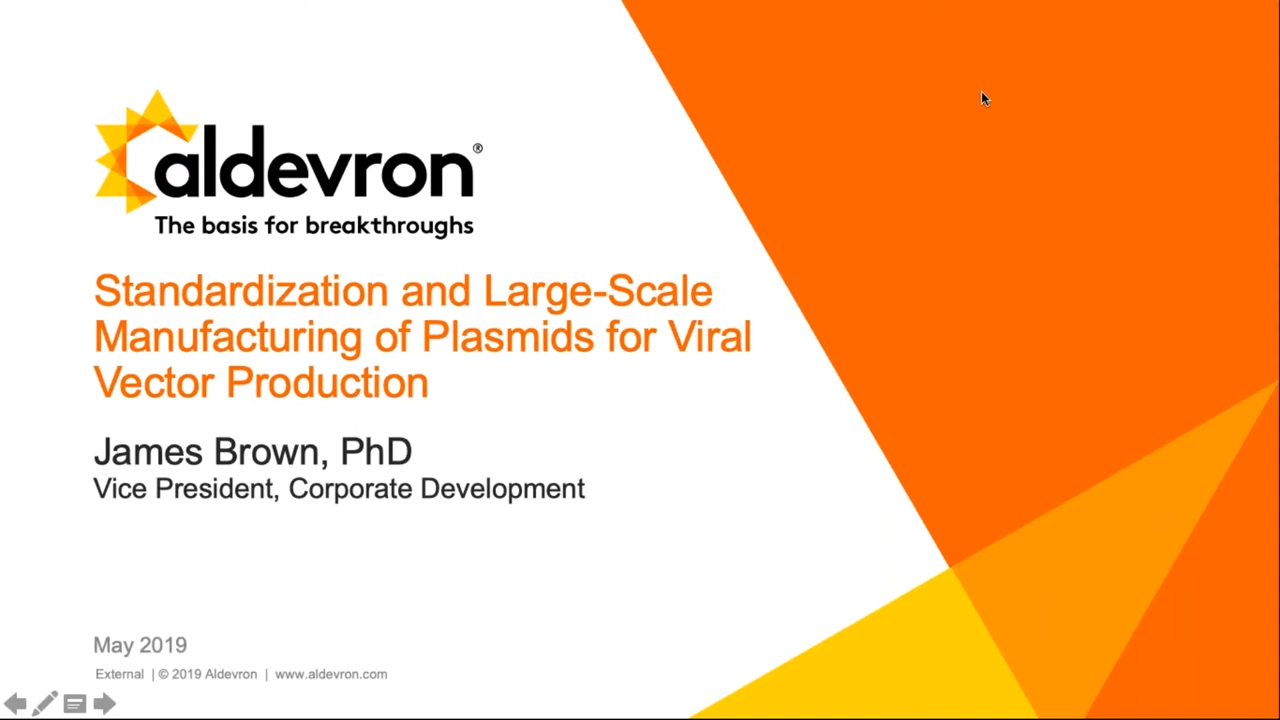 aldevron®
The basis for breakthroughs
Standardization and Large-Scale
Manufacturing of Plasmids for Viral
Vector Production
James Brown, PhD
Vice President, Corporate Development
May 2019
External | © 2019 Aldevron | www.aldevron.com